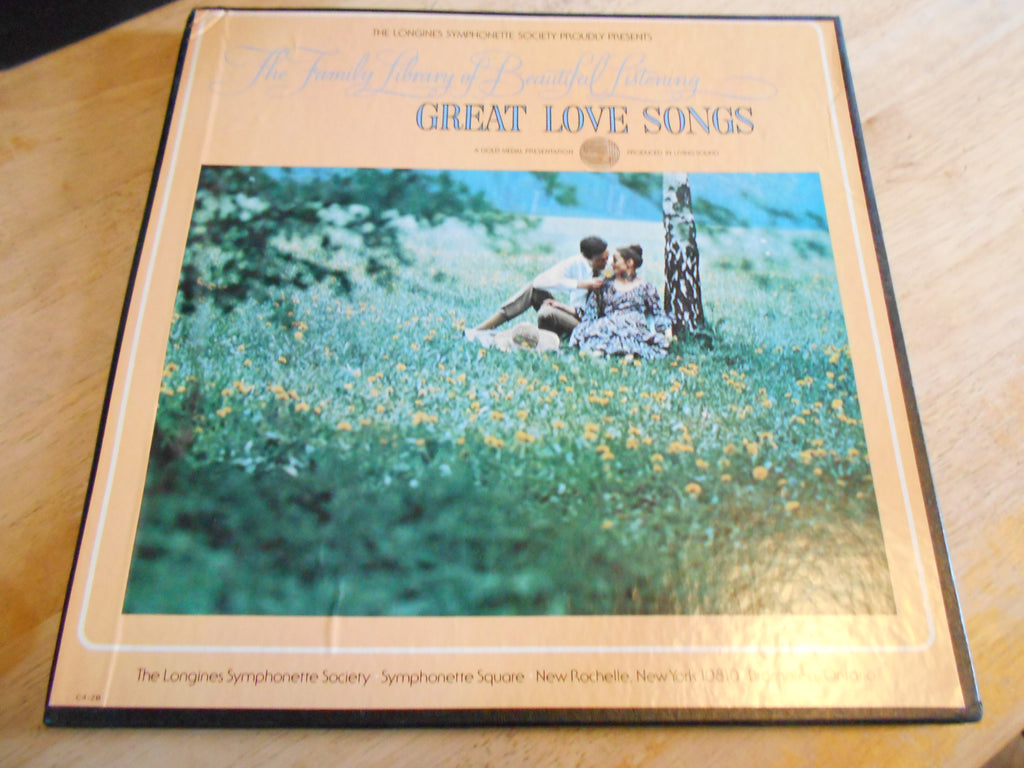 THE LONGINES SYMPHONETTE SOCIETY PROUDLY PRESENTS
The Family Library of Beautiful Listening
GREAT LOVE SONGS
A GOLD MEDAL PRESENTATION PRODUCED IN LIVING SOUND
The Longines Symphonette Society · Symphonette Square · New Rochelle, New York 10810 Ontario